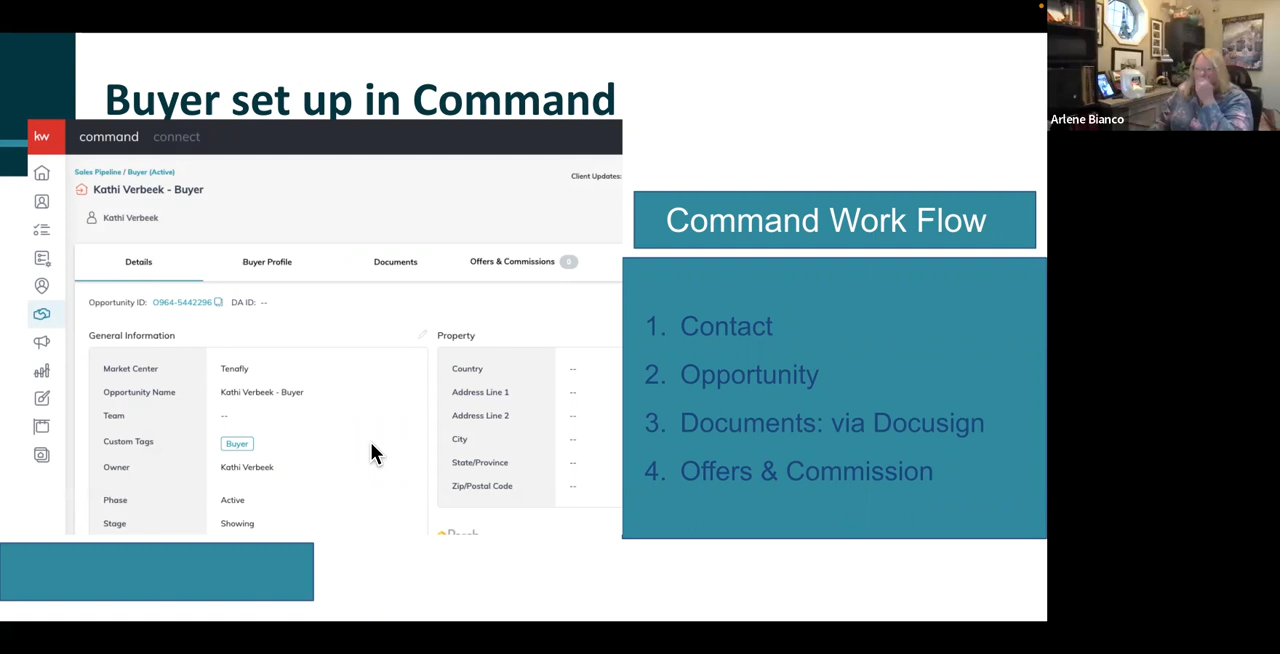 Buyer set up in Command
kw
command connect
Sales Pipeline / Buyer (Active)
Client Updates:
Kathi Verbeek - Buyer
Kathi Verbeek
Details Buyer Profile Documents Offers & Commissions 0
Opportunity ID: O964-5442296 DA ID: --
General Information
Market Center Tenafly
Opportunity Name Kathi Verbeek - Buyer
Team --
Custom Tags Buyer
Owner Kathi Verbeek
Phase Active
Stage Showing
Property
Country --
Address Line 1 --
Address Line 2 --
City --
State/Province --
Zip/Postal Code --
Command Work Flow
1. Contact
2. Opportunity
3. Documents: via Docusign
4. Offers & Commission
Arlene Bianco